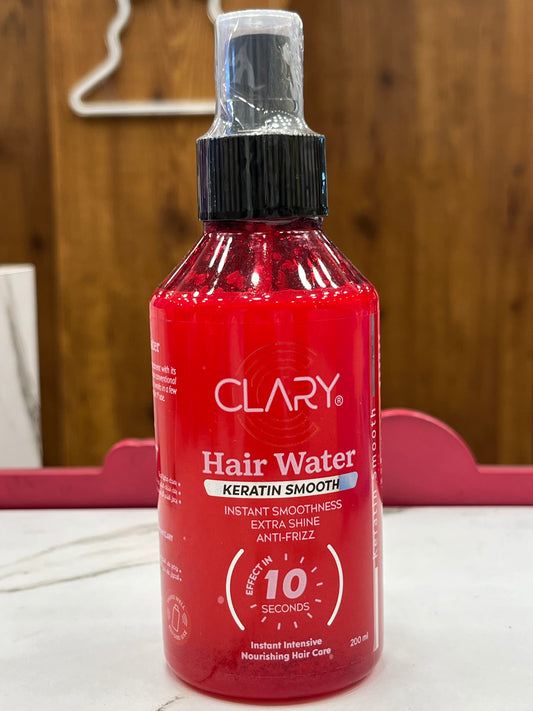 CLARY®
Hair Water
KERATIN SMOOTH
INSTANT SMOOTHNESS
EXTRA SHINE
ANTI-FRIZZ
EFFECT IN
10
SECONDS
Instant Intensive
Nourishing Hair Care
200 ml